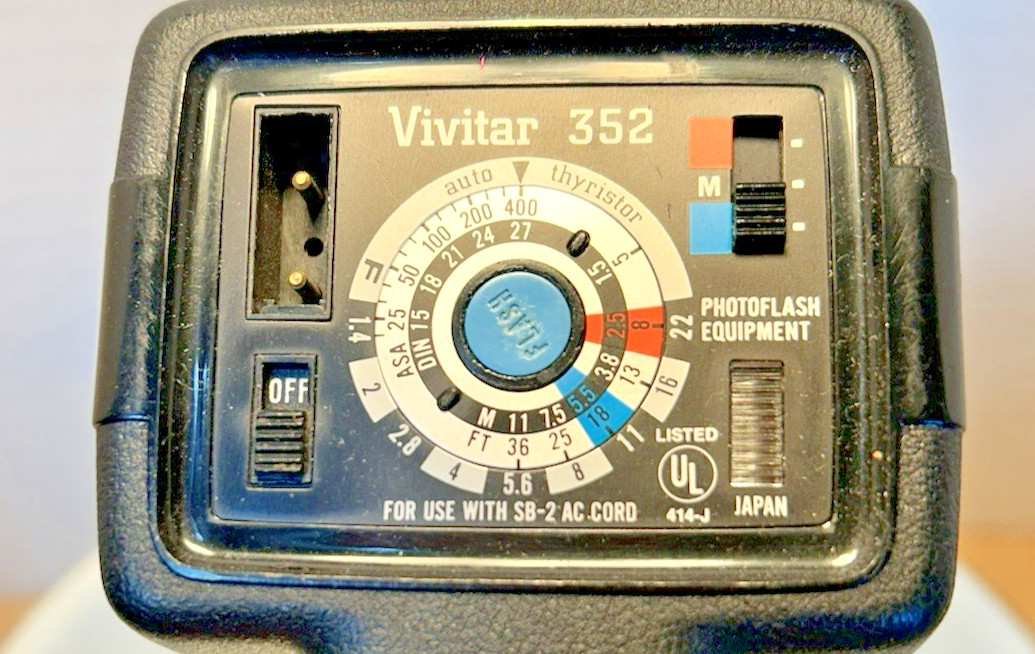 Vivitar 352
auto thyristor
M
F
ASA 25 50 100 200 400
DIN 15 18 21 24 27
5 8 13 18 25 36 FT
1.5 2.5 3.8 5.5 7.5 11 M
1.4 2 2.8 4 5.6 8 11 16 22
FLASH
PHOTOFLASH
EQUIPMENT
OFF
LISTED
UL
414-J
JAPAN
FOR USE WITH SB-2 AC CORD